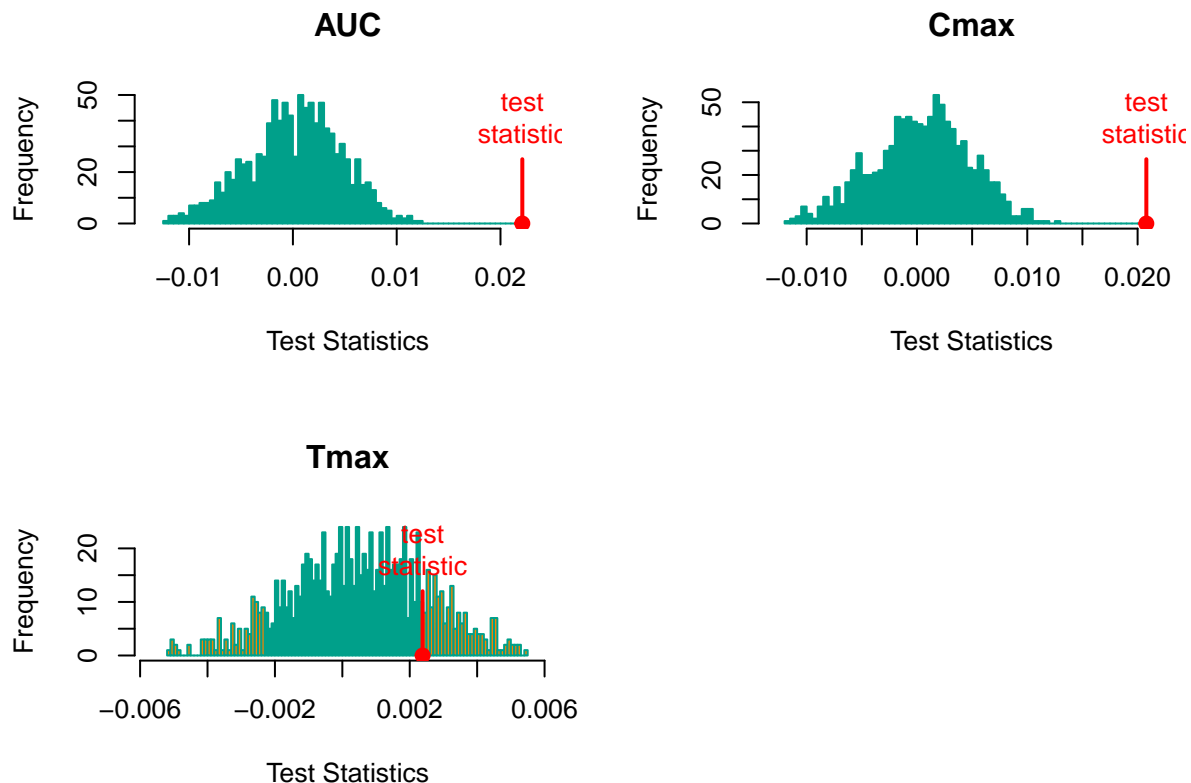 AUC
Frequency
50
20
0
test
statistic
−0.01
0.00
0.01
0.02
Test Statistics
Cmax
Frequency
50
20
0
test
statistic
−0.010
0.000
0.010
0.020
Test Statistics
Tmax
Frequency
20
10
0
test
statistic
−0.006
−0.002
0.002
0.006
Test Statistics